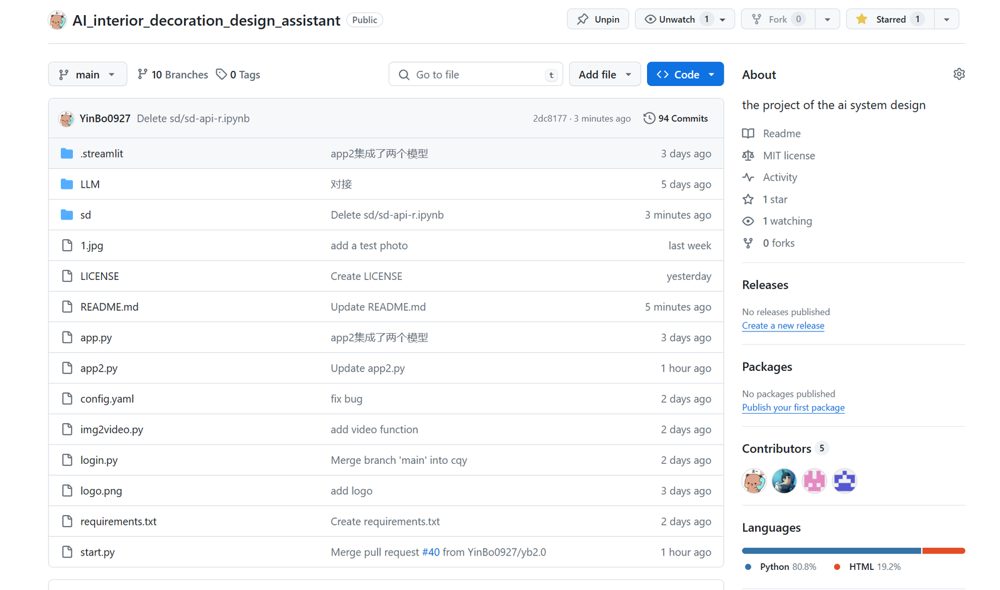 AI_interior_decoration_design_assistant Public
Unpin
Unwatch 1
Fork 0
Starred 1
main
10 Branches
0 Tags
Go to file t
Add file
Code
YinBo0927 Delete sd/sd-api-r.ipynb 2dc8177 · 3 minutes ago 94 Commits
.streamlit app2集成了两个模型 3 days ago
LLM 对接 5 days ago
sd Delete sd/sd-api-r.ipynb 3 minutes ago
1.jpg add a test photo last week
LICENSE Create LICENSE yesterday
README.md Update README.md 5 minutes ago
app.py app2集成了两个模型 3 days ago
app2.py Update app2.py 1 hour ago
config.yaml fix bug 2 days ago
img2video.py add video function 2 days ago
login.py Merge branch 'main' into cqy 2 days ago
logo.png add logo 3 days ago
requirements.txt Create requirements.txt 2 days ago
start.py Merge pull request #40 from YinBo0927/yb2.0 1 hour ago
About
the project of the ai system design
Readme
MIT license
Activity
1 star
1 watching
0 forks
Releases
No releases published
Create a new release
Packages
No packages published
Publish your first package
Contributors 5
Languages
Python 80.8% HTML 19.2%